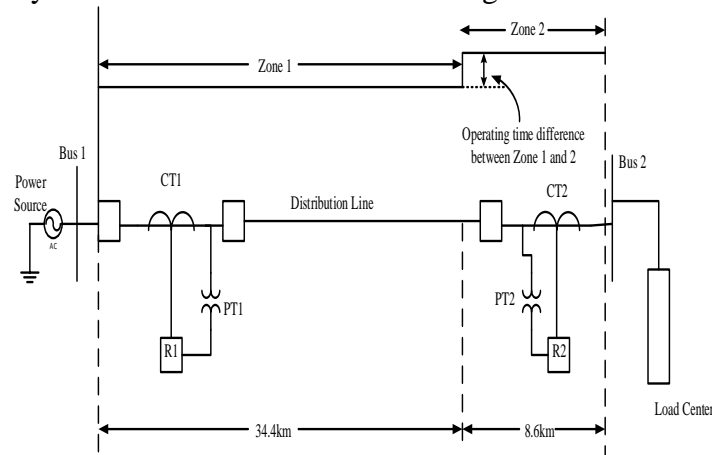 Zone 2
Zone 1
Operating time difference
between Zone 1 and 2
Bus 1
Bus 2
CT1
CT2
Power
Source
Distribution Line
AC
PT1
PT2
R1
R2
Load Center
34.4km
8.6km